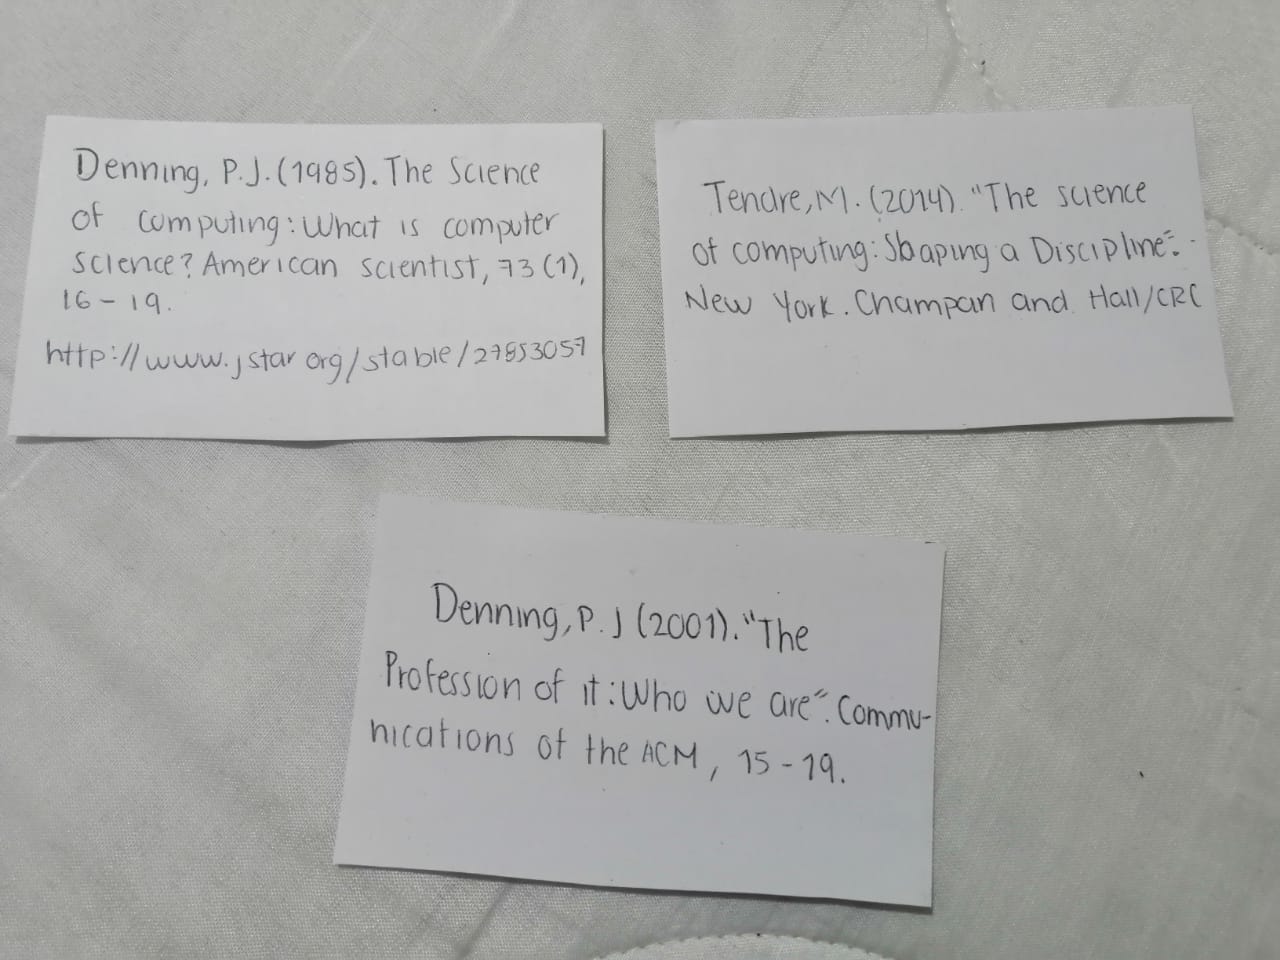 Denning, P.J. (1985). The Science
of computing: What is computer
science? American scientist, 73 (1),
16-19.
http://www.jstar org/stable/27853057
Tendre, M. (2014). "The science
of computing: Shaping a Discipline".
New York. Champan and Hall/CRC
Denning, P. J (2001). "The
Profession of it: Who we are". Commu-
nications of the ACM, 15-19.